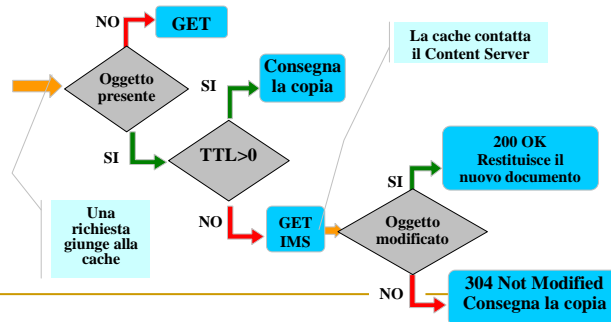 NO
GET
La cache contatta
il Content Server
Oggetto
presente
SI
Consegna
la copia
SI
TTL>0
200 OK
Restituisce il
nuovo documento
SI
Una
richiesta
giunge alla
cache
NO
GET
IMS
Oggetto
modificato
NO
304 Not Modified
Consegna la copia